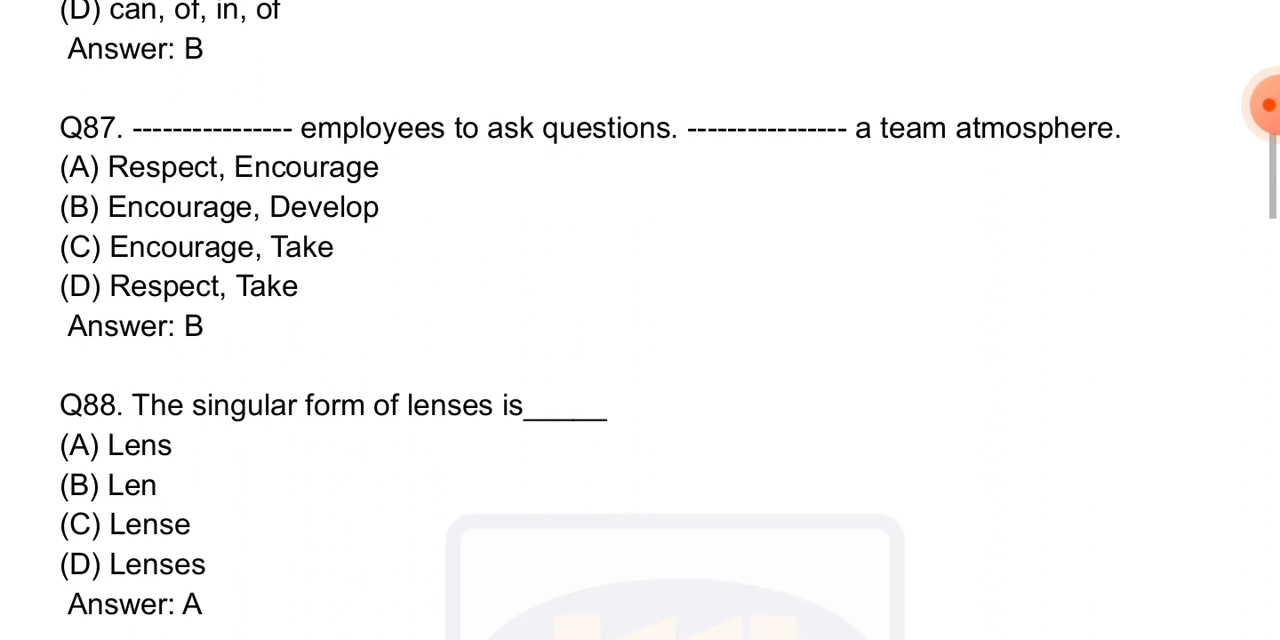 (D) can, of, in, of
Answer: B
Q87. ---------------- employees to ask questions. ---------------- a team atmosphere.
(A) Respect, Encourage
(B) Encourage, Develop
(C) Encourage, Take
(D) Respect, Take
Answer: B
Q88. The singular form of lenses is_____
(A) Lens
(B) Len
(C) Lense
(D) Lenses
Answer: A